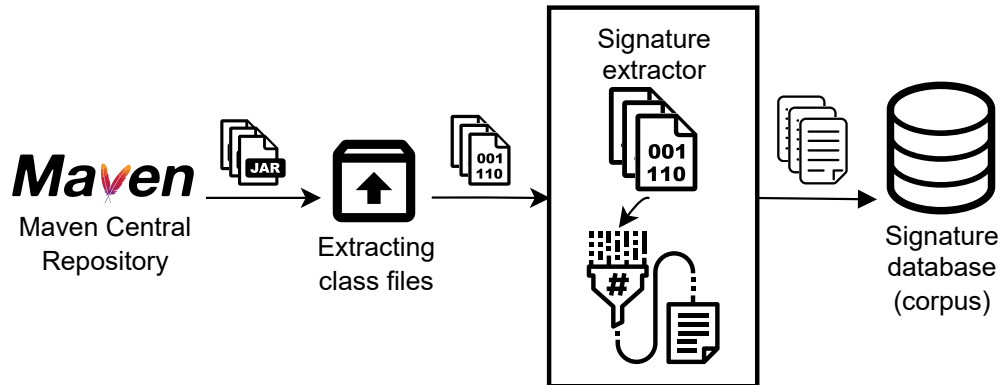 Maven
Maven Central
Repository
JAR
Extracting
class files
001
110
Signature
extractor
001
110
#
Signature
database
(corpus)